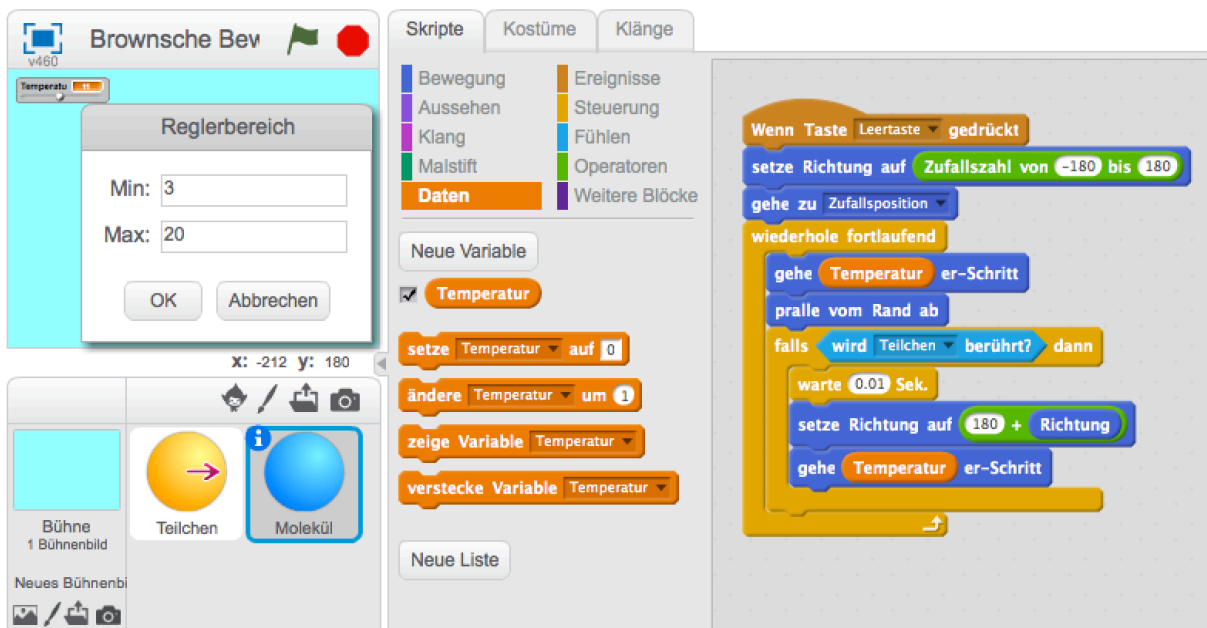 Brownsche Bew
v460
Temperatu 11
Reglerbereich
Min: 3
Max: 20
OK Abbrechen
x: -212 y: 180
Bühne
1 Bühnenbild
Neues Bühnenbi
Teilchen
Molekül
Skripte Kostüme Klänge
Bewegung Ereignisse
Aussehen Steuerung
Klang Fühlen
Malstift Operatoren
Daten Weitere Blöcke
Neue Variable
Temperatur
setze Temperatur auf 0
ändere Temperatur um 1
zeige Variable Temperatur
verstecke Variable Temperatur
Neue Liste
Wenn Taste Leertaste gedrückt
setze Richtung auf Zufallszahl von -180 bis 180
gehe zu Zufallsposition
wiederhole fortlaufend
gehe Temperatur er-Schritt
pralle vom Rand ab
falls wird Teilchen berührt? dann
warte 0.01 Sek.
setze Richtung auf 180 + Richtung
gehe Temperatur er-Schritt